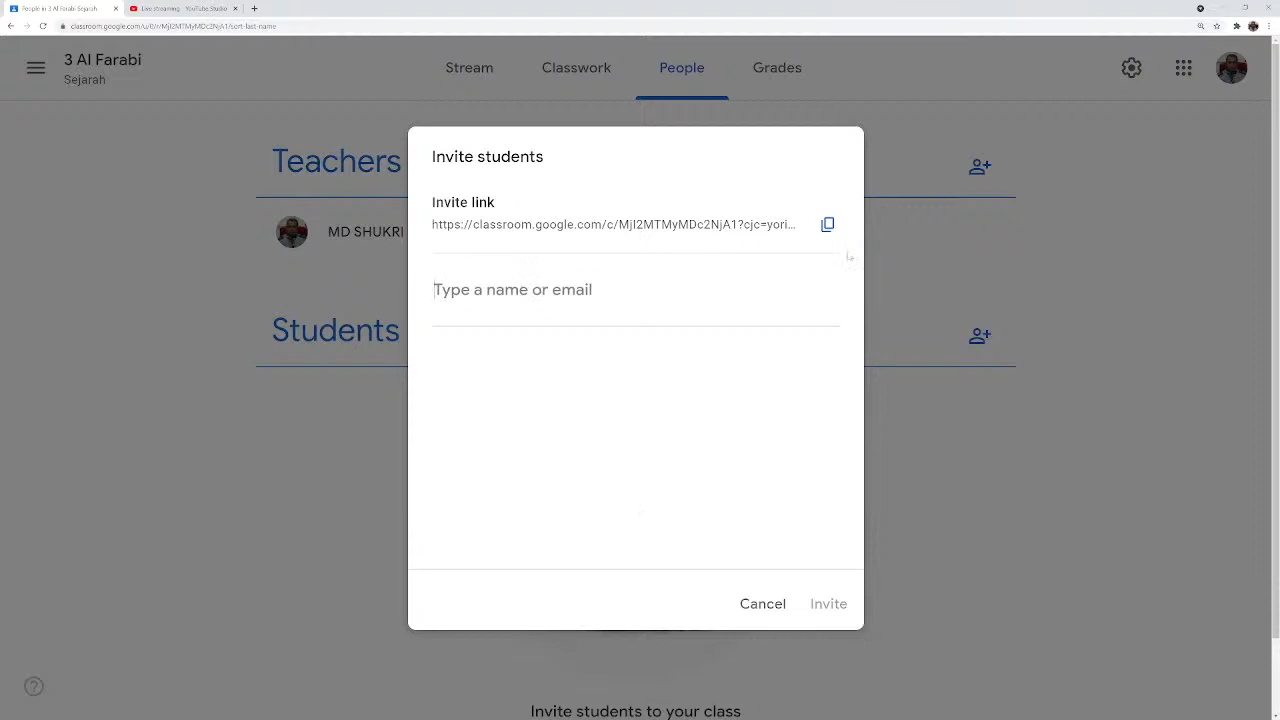 People in 3 Al Farabi Sejarah
Live streaming - YouTube Studio
classroom.google.com/u/0/r/MjI2MTMyMDc2NjA1/sort-last-name
3 Al Farabi
Sejarah
Stream
Classwork
People
Grades
Teachers
MD SHUKRI
Students
Invite students
Invite link
https://classroom.google.com/c/MjI2MTMyMDc2NjA1?cjc=yori...
Type a name or email
Cancel
Invite
Invite students to your class